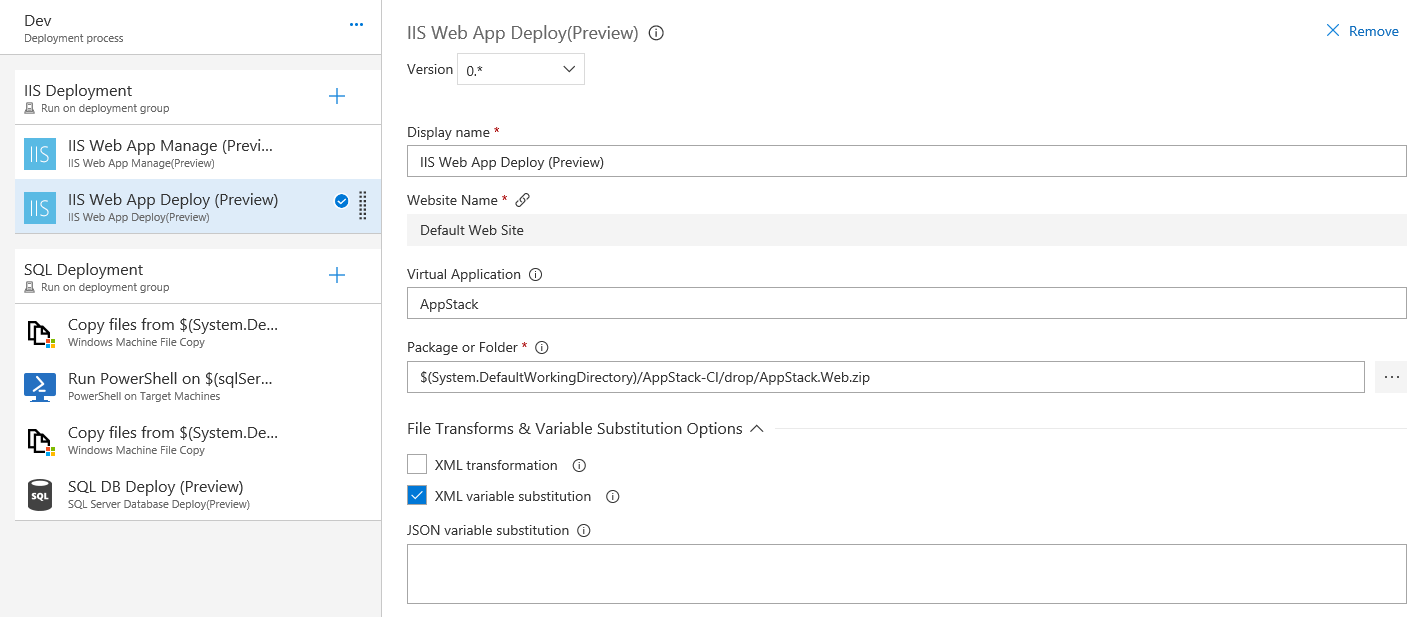 Dev
Deployment process
IIS Deployment
Run on deployment group
IIS IIS Web App Manage (Previ...
IIS Web App Manage(Preview)
IIS IIS Web App Deploy (Preview)
IIS Web App Deploy(Preview)
SQL Deployment
Run on deployment group
Copy files from $(System.De...
Windows Machine File Copy
Run PowerShell on $(sqlSer...
PowerShell on Target Machines
Copy files from $(System.De...
Windows Machine File Copy
SQL SQL DB Deploy (Preview)
SQL Server Database Deploy(Preview)
IIS Web App Deploy(Preview)
Remove
Version 0.*
Display name *
IIS Web App Deploy (Preview)
Website Name *
Default Web Site
Virtual Application
AppStack
Package or Folder *
$(System.DefaultWorkingDirectory)/AppStack-CI/drop/AppStack.Web.zip
File Transforms & Variable Substitution Options
XML transformation
XML variable substitution
JSON variable substitution